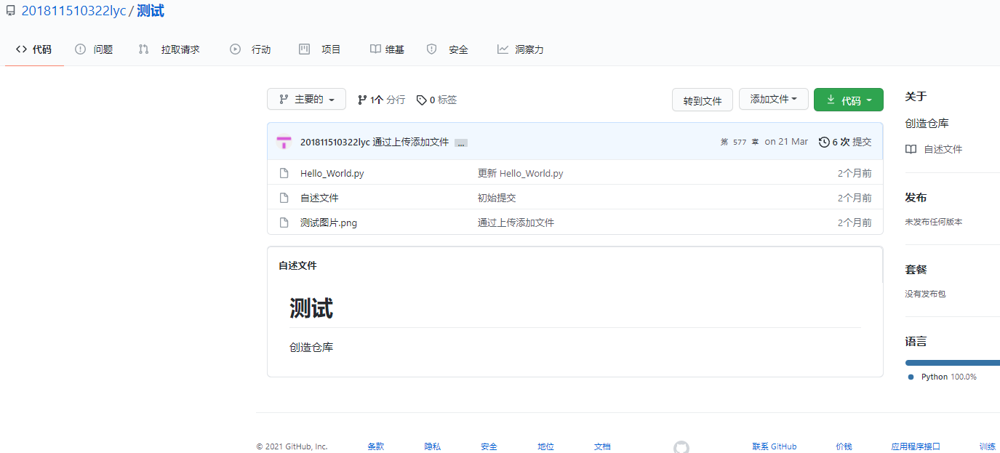 201811510322lyc / 测试
代码 问题 拉取请求 行动 项目 维基 安全 洞察力
主要的 1个 分行 0 标签 转到文件 添加文件 代码
201811510322lyc 通过上传添加文件 ... 第 577 章 on 21 Mar 6 次 提交
Hello_World.py 更新 Hello_World.py 2个月前
自述文件 初始提交 2个月前
测试图片.png 通过上传添加文件 2个月前
自述文件
测试
创造仓库
关于
创造仓库
自述文件
发布
未发布任何版本
套餐
没有发布包
语言
Python 100.0%
© 2021 GitHub, Inc. 条款 隐私 安全 地位 文档 联系 GitHub 价钱 应用程序接口 训练